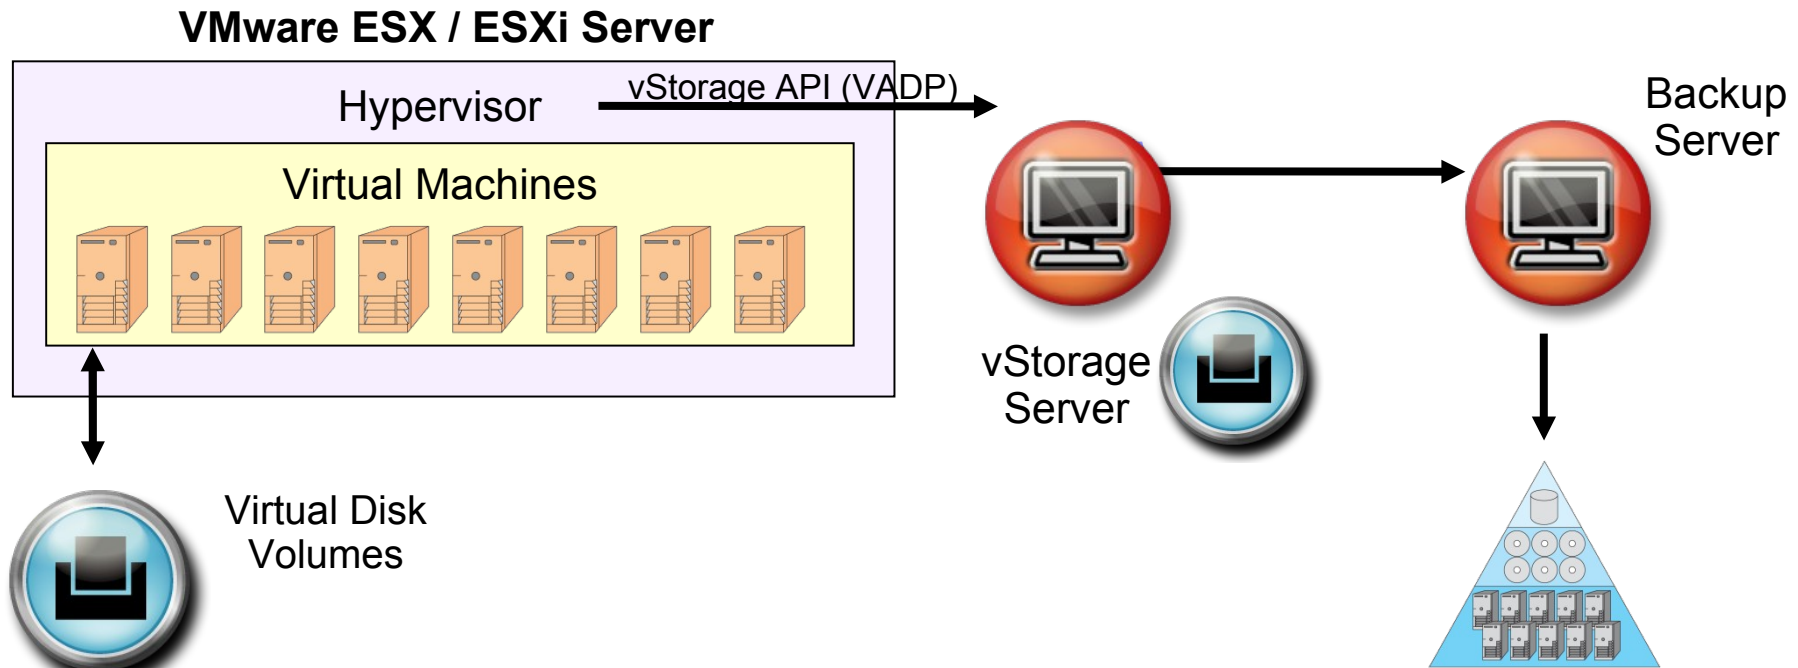 VMware ESX / ESXi Server
Hypervisor
vStorage API (VADP)
Virtual Machines
Backup
Server
vStorage
Server
Virtual Disk
Volumes